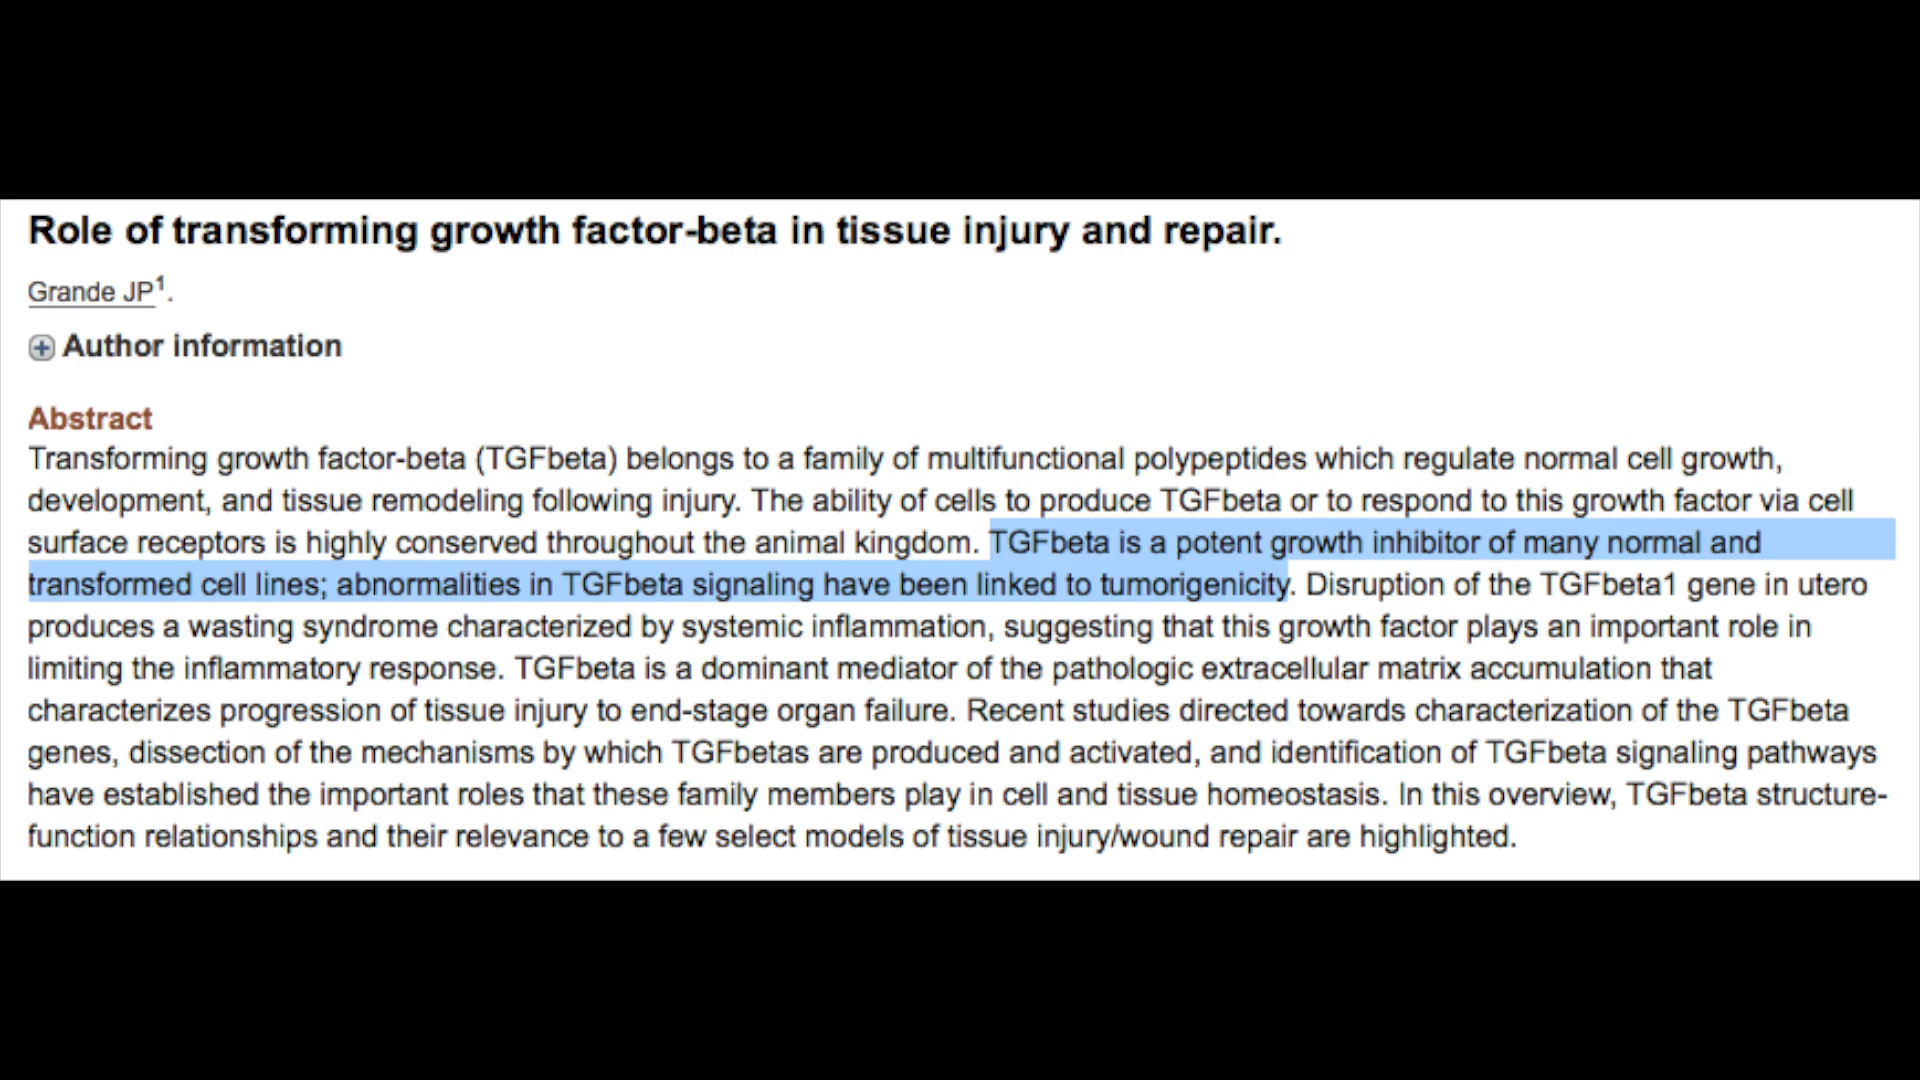 Role of transforming growth factor-beta in tissue injury and repair.
Grande JP1.
Author information
Abstract
Transforming growth factor-beta (TGFbeta) belongs to a family of multifunctional polypeptides which regulate normal cell growth,
development, and tissue remodeling following injury. The ability of cells to produce TGFbeta or to respond to this growth factor via cell
surface receptors is highly conserved throughout the animal kingdom. TGFbeta is a potent growth inhibitor of many normal and
transformed cell lines; abnormalities in TGFbeta signaling have been linked to tumorigenicity. Disruption of the TGFbeta1 gene in utero
produces a wasting syndrome characterized by systemic inflammation, suggesting that this growth factor plays an important role in
limiting the inflammatory response. TGFbeta is a dominant mediator of the pathologic extracellular matrix accumulation that
characterizes progression of tissue injury to end-stage organ failure. Recent studies directed towards characterization of the TGFbeta
genes, dissection of the mechanisms by which TGFbetas are produced and activated, and identification of TGFbeta signaling pathways
have established the important roles that these family members play in cell and tissue homeostasis. In this overview, TGFbeta structure-
function relationships and their relevance to a few select models of tissue injury/wound repair are highlighted.